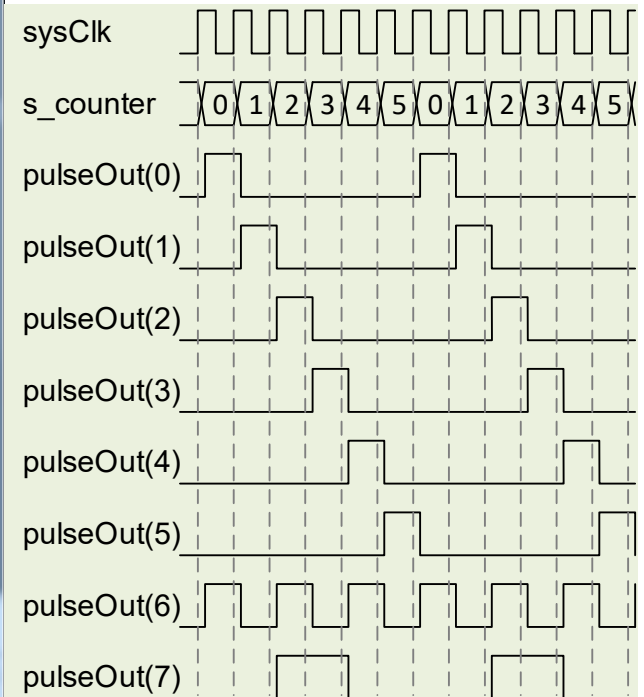 sysClk
s_counter 0 1 2 3 4 5 0 1 2 3 4 5
pulseOut(0)
pulseOut(1)
pulseOut(2)
pulseOut(3)
pulseOut(4)
pulseOut(5)
pulseOut(6)
pulseOut(7)